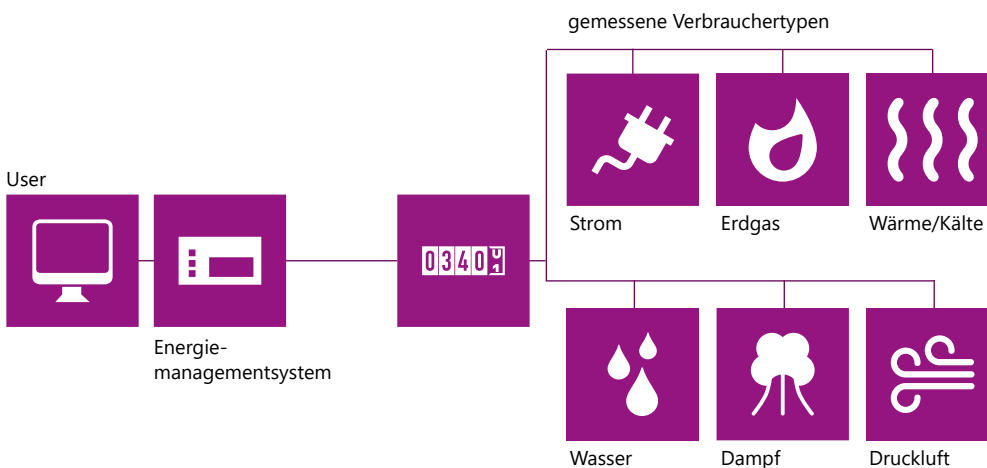 gemessene Verbrauchertypen
Strom
Erdgas
Wärme/Kälte
User
0340
Energie-
managementsystem
Wasser
Dampf
Druckluft